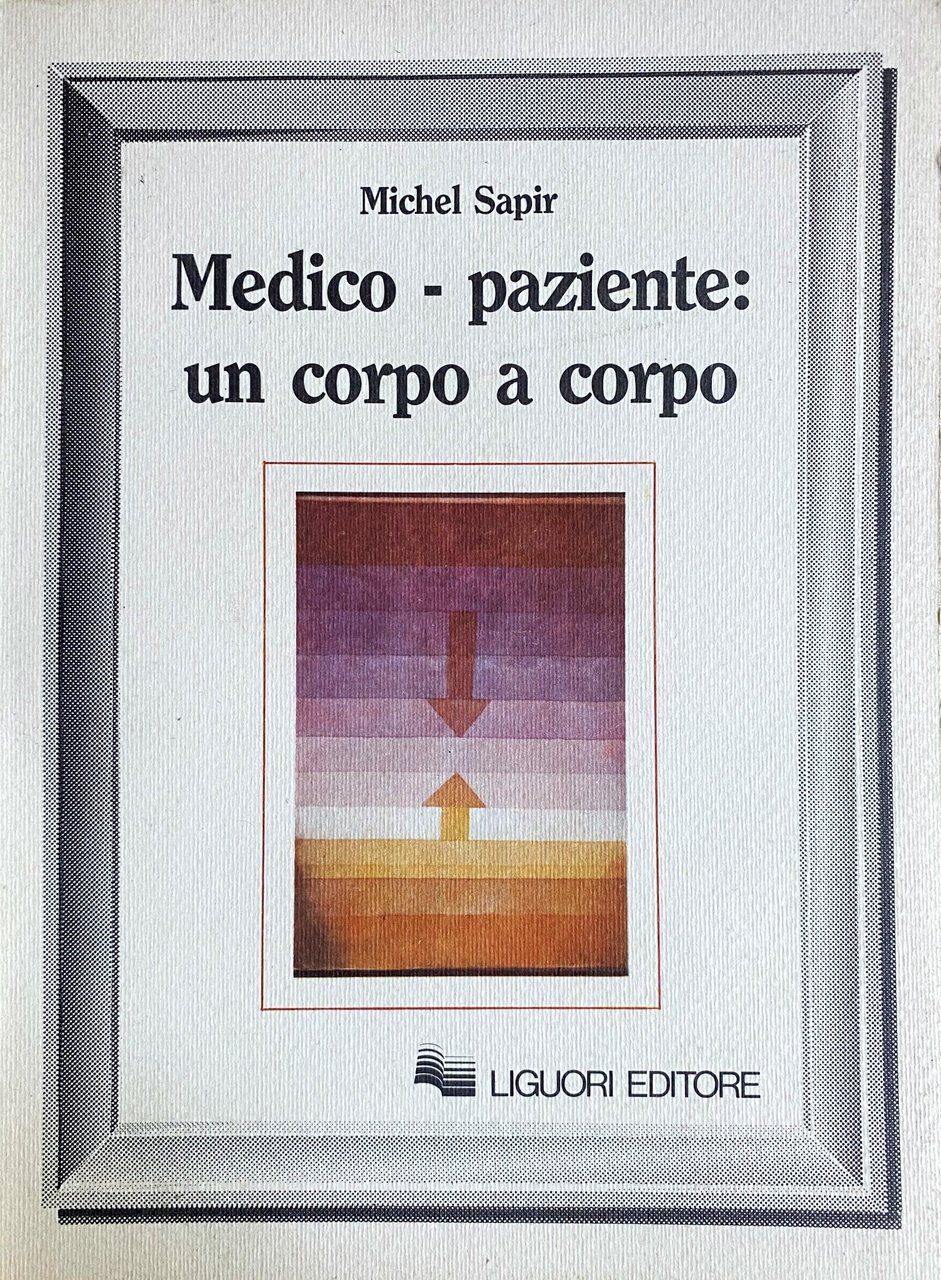 Michel Sapir
Medico - paziente:
un corpo a corpo
LIGUORI EDITORE